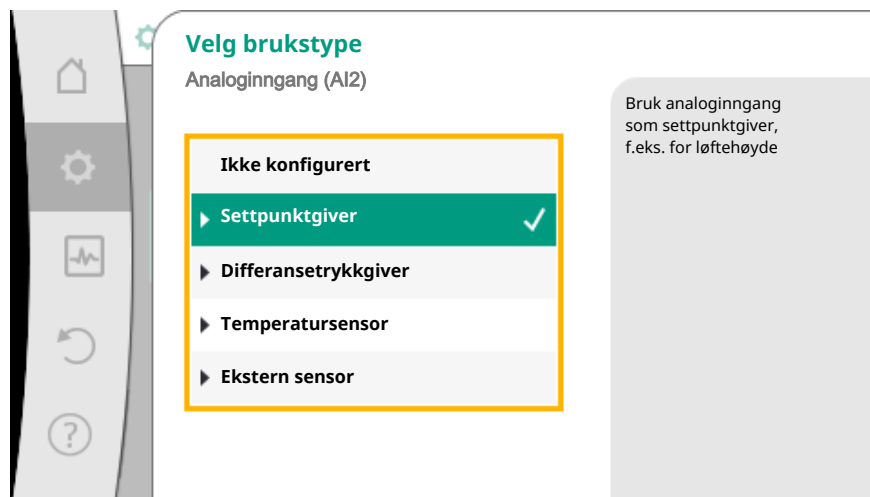 Velg brukstype
Analoginngang (AI2)
Ikke konfigurert
Settpunktgiver
Differansetrykkgiver
Temperatursensor
Ekstern sensor
Bruk analoginngang
som settpunktgiver,
f.eks. for løftehøyde
?